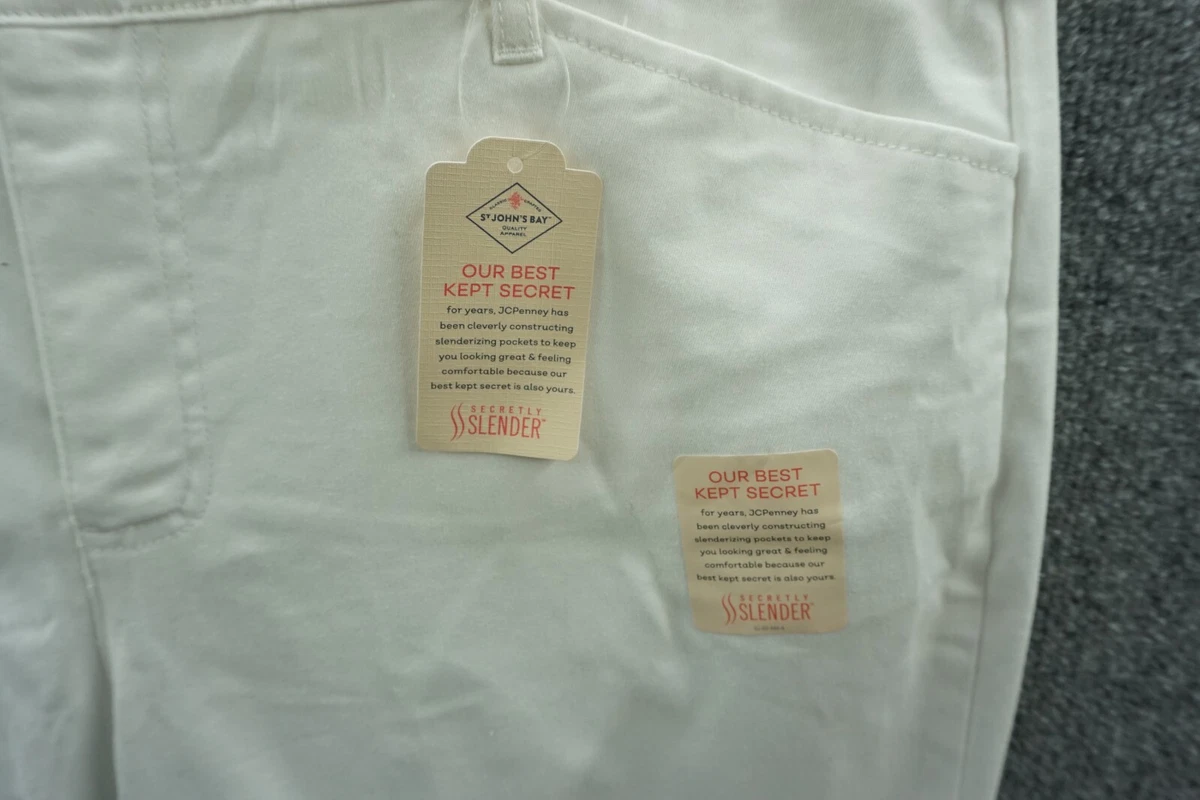 ST JOHN'S BAY™
QUALITY
APPAREL
OUR BEST
KEPT SECRET
for years, JCPenney has
been cleverly constructing
slenderizing pockets to keep
you looking great & feeling
comfortable because our
best kept secret is also yours.
SECRETLY
SLENDER™
OUR BEST
KEPT SECRET
for years, JCPenney has
been cleverly constructing
slenderizing pockets to keep
you looking great & feeling
comfortable because our
best kept secret is also yours.
SECRETLY
SLENDER™